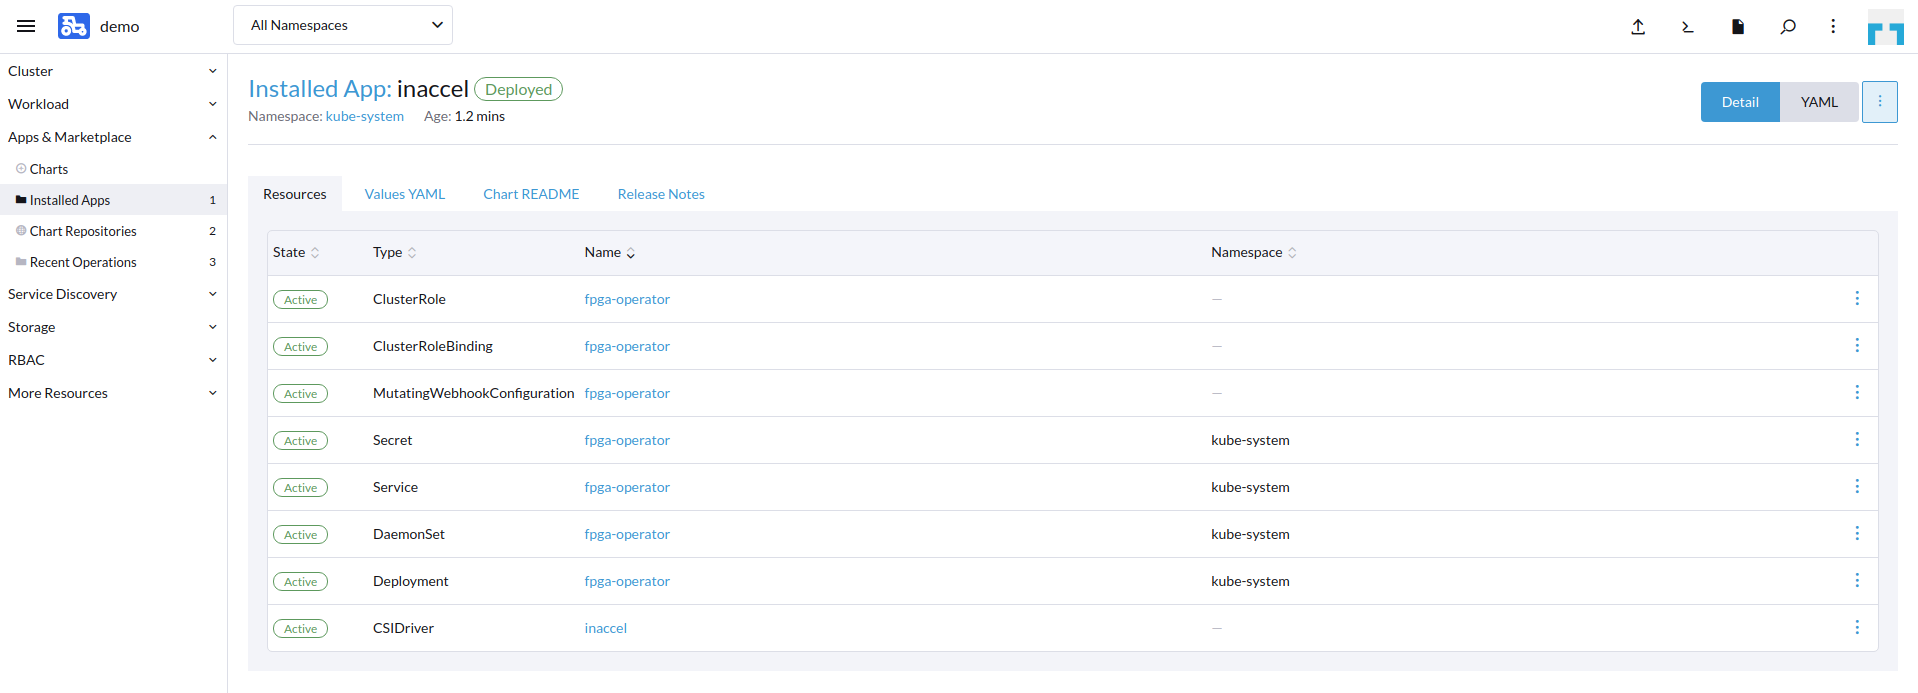 demo
All Namespaces
Cluster
Workload
Apps & Marketplace
Charts
Installed Apps 1
Chart Repositories 2
Recent Operations 3
Service Discovery
Storage
RBAC
More Resources
Installed App: inaccel Deployed
Namespace: kube-system Age: 1.2 mins
Detail YAML
Resources Values YAML Chart README Release Notes
State Type Name Namespace
Active ClusterRole fpga-operator —
Active ClusterRoleBinding fpga-operator —
Active MutatingWebhookConfiguration fpga-operator —
Active Secret fpga-operator kube-system
Active Service fpga-operator kube-system
Active DaemonSet fpga-operator kube-system
Active Deployment fpga-operator kube-system
Active CSIDriver inaccel —